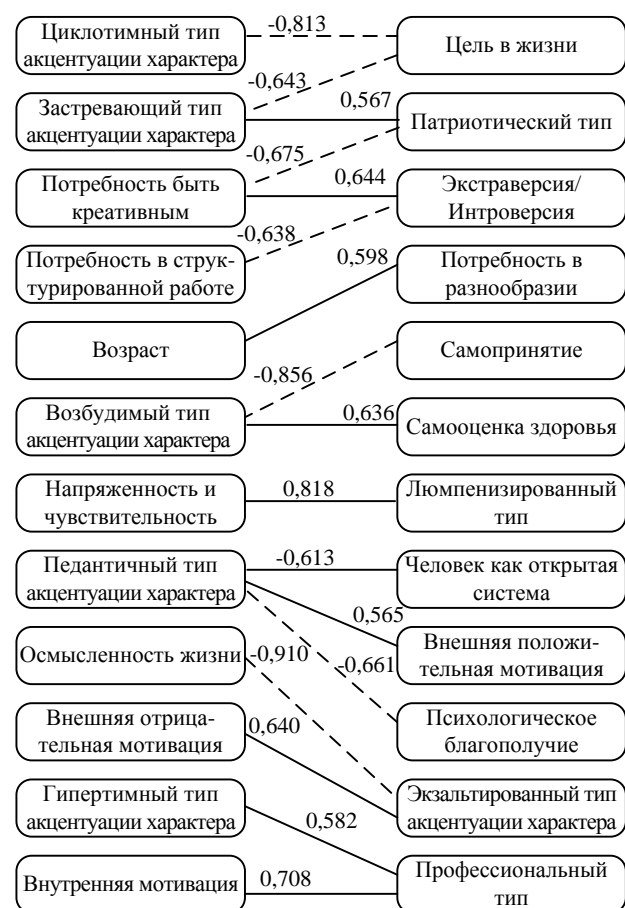 Циклотимный тип
акцентуации характера
-0,813
Цель в жизни
-0,643
Застревающий тип
акцентуации характера
0,567
Патриотический тип
-0,675
Потребность быть
креативным
0,644
Экстраверсия/
Интроверсия
-0,638
Потребность в струк-
турированной работе
0,598
Потребность в
разнообразии
Возраст
Самопринятие
-0,856
Возбудимый тип
акцентуации характера
0,636
Самооценка здоровья
Напряженность и
чувствительность
0,818
Люмпенизированный
тип
Педантичный тип
акцентуации характера
-0,613
Человек как открытая
система
0,565
Внешняя положи-
тельная мотивация
Осмысленность жизни
-0,910
-0,661
Психологическое
благополучие
Внешняя отрица-
тельная мотивация
0,640
Экзальтированный тип
акцентуации характера
Гипертимный тип
акцентуации характера
0,582
Внутренняя мотивация
0,708
Профессиональный
тип